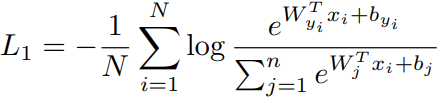 $L_1 = -\frac{1}{N} \sum_{i=1}^{N} \log \frac{e^{W_{y_i}^T x_i + b_{y_i}}}{\sum_{j=1}^{n} e^{W_j^T x_i + b_j}}$